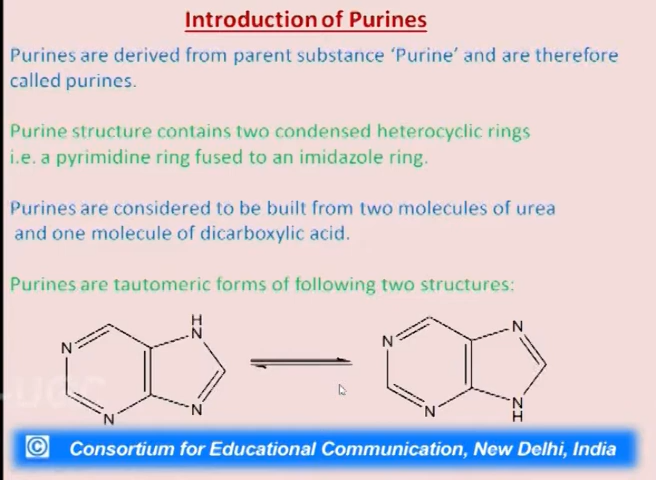 Introduction of Purines
Purines are derived from parent substance ‘Purine’ and are therefore
called purines.
Purine structure contains two condensed heterocyclic rings
i.e. a pyrimidine ring fused to an imidazole ring.
Purines are considered to be built from two molecules of urea
and one molecule of dicarboxylic acid.
Purines are tautomeric forms of following two structures:
H
N
N
N
N
N
N
N
N
H
-UGC
© Consortium for Educational Communication, New Delhi, India